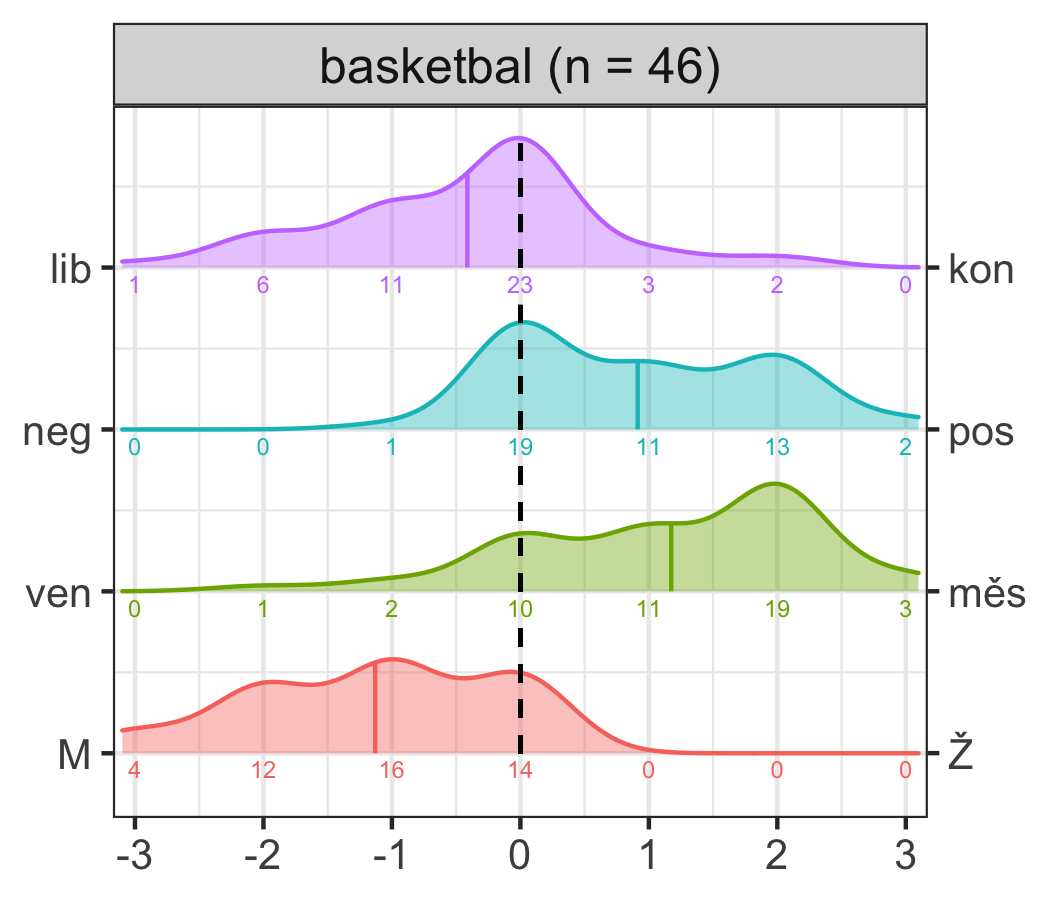 basketbal (n = 46)
lib kon
1 6 11 23 3 2 0
neg pos
0 0 1 19 11 13 2
ven měs
0 1 2 10 11 19 3
M Ž
4 12 16 14 0 0 0
-3 -2 -1 0 1 2 3